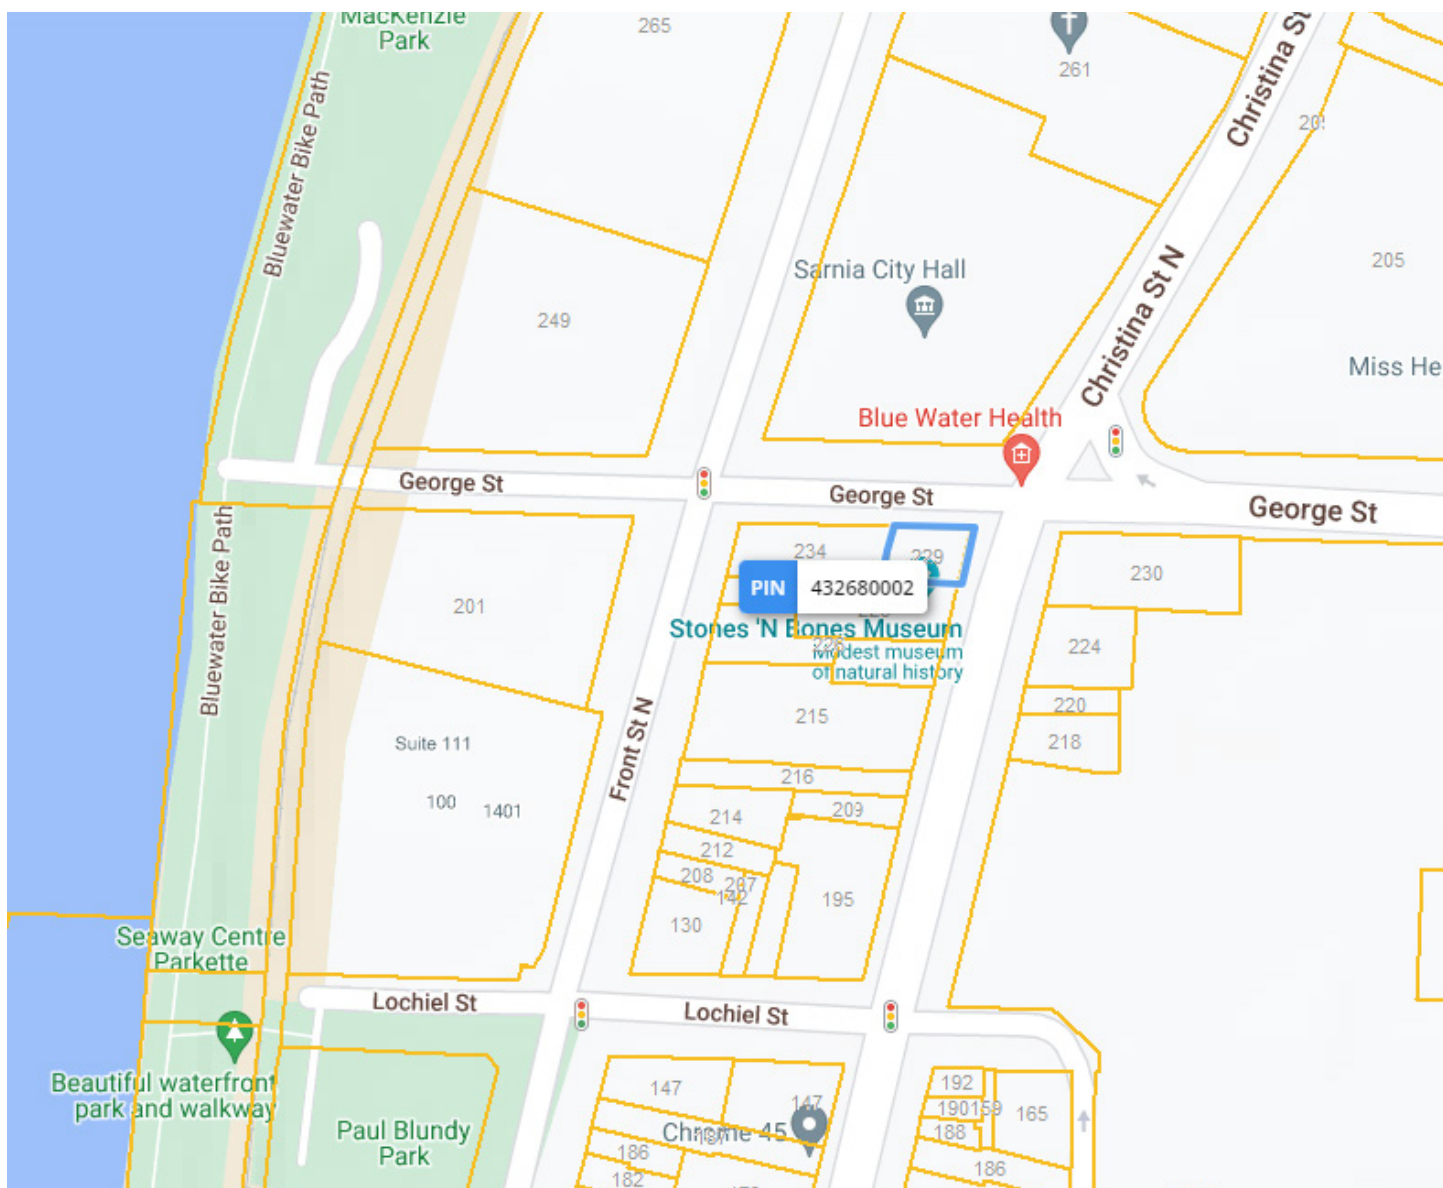 MacKenzie
Park
265
261
Christina St
Bluewater Bike Path
205
Sarnia City Hall
Christina St N
249
Miss He
Blue Water Health
George St
George St
George St
234
229
230
PIN 432680002
201
Bluewater Bike Path
Stones 'N Bones Museum
Modest museum
of natural history
224
220
215
218
Front St N
Suite 111
216
100
1401
214
209
212
208
207
142
195
130
Seaway Centre
Parkette
Lochiel St
Lochiel St
Beautiful waterfront
park and walkway
147
147
192
190
159
165
Paul Blundy
Park
Chrome 45
188
186
186
182